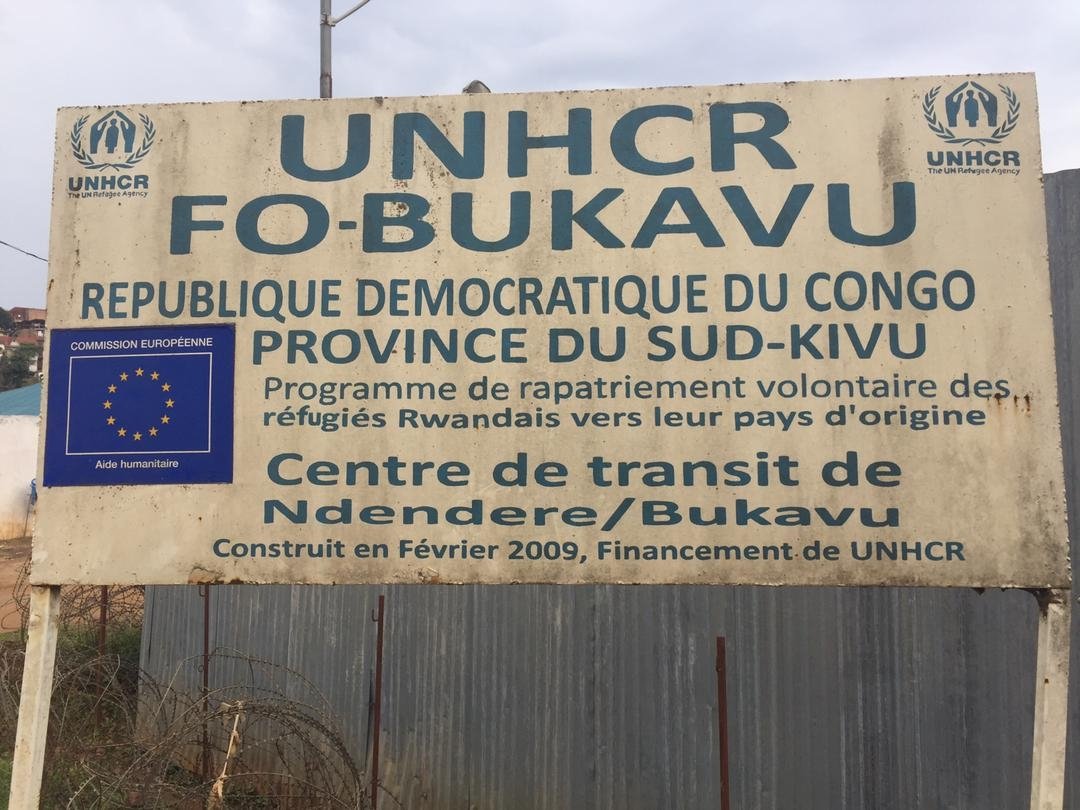 UNHCR
The UN Refugee Agency
UNHCR
UNHCR
The UN Refugee Agency
FO-BUKAVU
REPUBLIQUE DEMOCRATIQUE DU CONGO
PROVINCE DU SUD-KIVU
COMMISSION EUROPÉENNE
Aide humanitaire
Programme de rapatriement volontaire des
réfugiés Rwandais vers leur pays d'origine
Centre de transit de
Ndendere/Bukavu
Construit en Février 2009, Financement de UNHCR